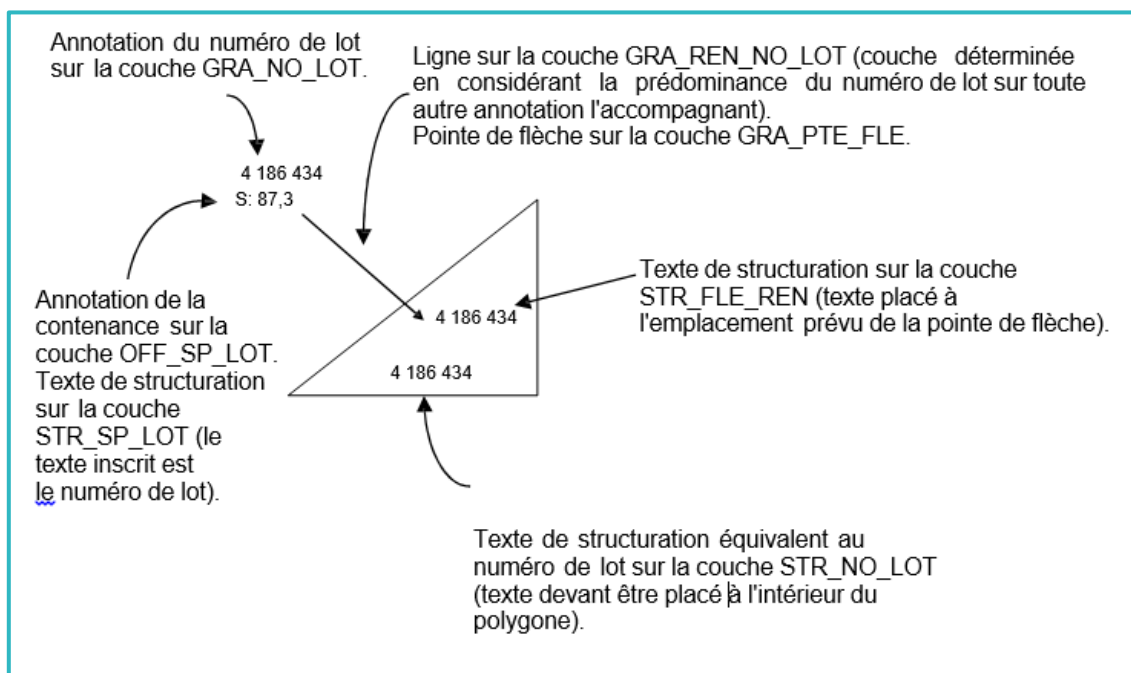 Annotation du numéro de lot
sur la couche GRA_NO_LOT.
Ligne sur la couche GRA_REN_NO_LOT (couche déterminée
en considérant la prédominance du numéro de lot sur toute
autre annotation l'accompagnant).
Pointe de flèche sur la couche GRA_PTE_FLE.
4 186 434
S: 87,3
Annotation de la
contenance sur la
couche OFF_SP_LOT.
Texte de structuration
sur la couche
STR_SP_LOT (le
texte inscrit est
le numéro de lot).
Texte de structuration sur la couche
STR_FLE_REN (texte placé à
l'emplacement prévu de la pointe de flèche).
4 186 434
4 186 434
Texte de structuration équivalent au
numéro de lot sur la couche STR_NO_LOT
(texte devant être placé à l'intérieur du
polygone).